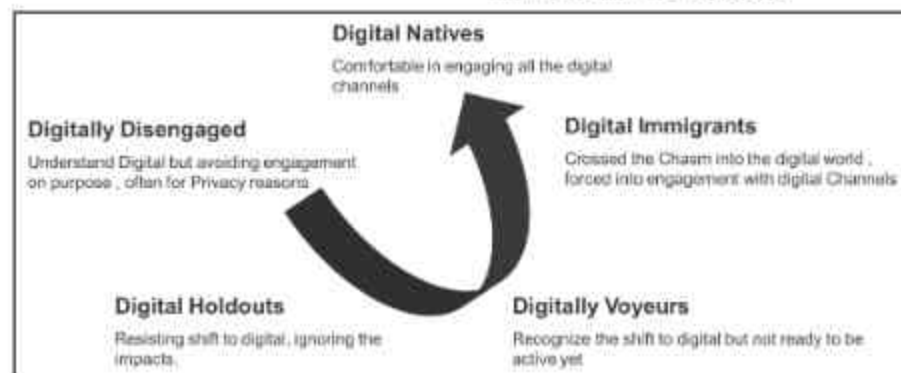 Digital Natives
Comfortable in engaging all the digital
channels
Digitally Disengaged
Understand Digital but avoiding engagement
on purpose , often for Privacy reasons
Digital Immigrants
Crossed the Chasm into the digital world ,
forced into engagement with digital Channels
Digital Holdouts
Resisting shift to digital, ignoring the
impacts.
Digitally Voyeurs
Recognize the shift to digital but not ready to be
active yet